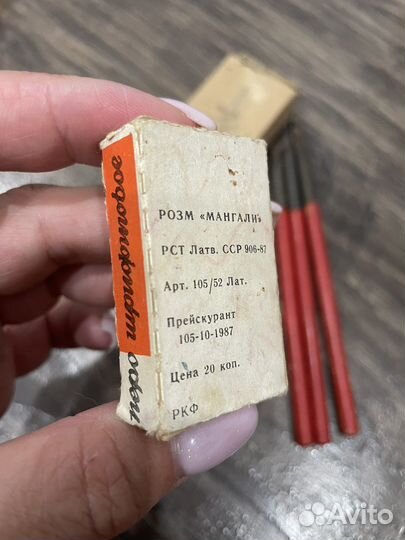 РОЗМ «МАНГАЛИ»
РСТ Латв. ССР 906-87
Арт. 105/52 Лат.
Прейскурант
105-10-1987
Цена 20 коп.
РКФ
Avito